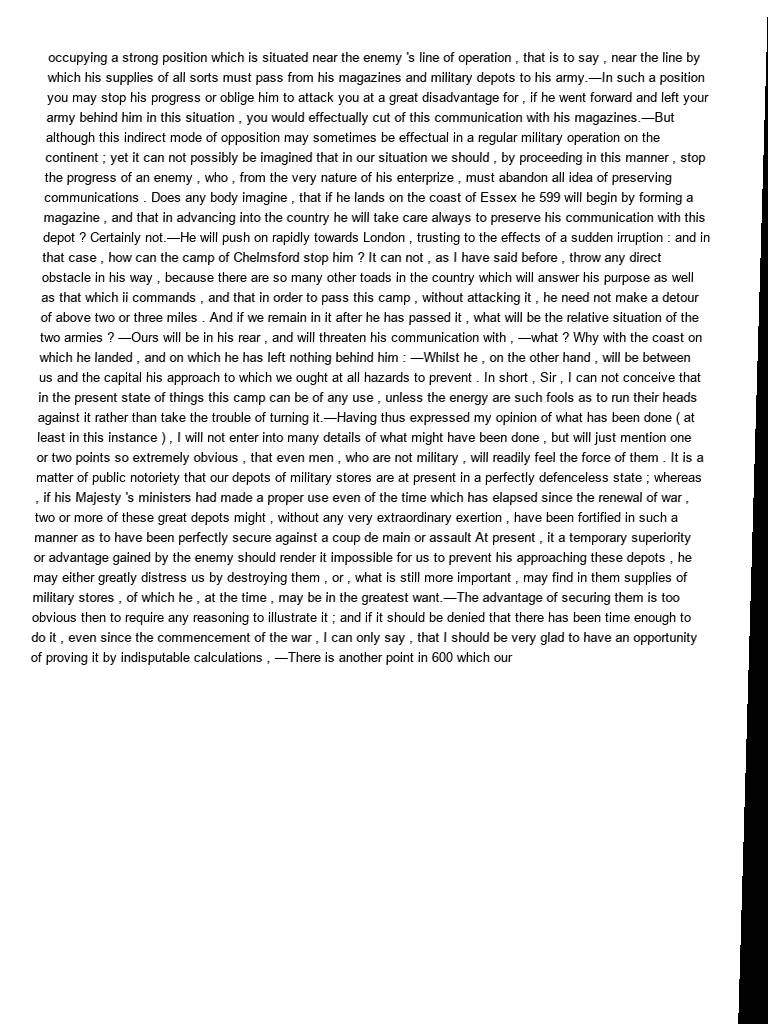 occupying a strong position which is situated near the enemy 's line of operation , that is to say , near the line by
which his supplies of all sorts must pass from his magazines and military depots to his army.—In such a position
you may stop his progress or oblige him to attack you at a great disadvantage for , if he went forward and left your
army behind him in this situation , you would effectually cut of this communication with his magazines.—But
although this indirect mode of opposition may sometimes be effectual in a regular military operation on the
continent ; yet it can not possibly be imagined that in our situation we should , by proceeding in this manner , stop
the progress of an enemy , who , from the very nature of his enterprize , must abandon all idea of preserving
communications . Does any body imagine , that if he lands on the coast of Essex he 599 will begin by forming a
magazine , and that in advancing into the country he will take care always to preserve his communication with this
depot ? Certainly not.—He will push on rapidly towards London , trusting to the effects of a sudden irruption : and in
that case , how can the camp of Chelmsford stop him ? It can not , as I have said before , throw any direct
obstacle in his way , because there are so many other toads in the country which will answer his purpose as well
as that which ii commands , and that in order to pass this camp , without attacking it , he need not make a detour
of above two or three miles . And if we remain in it after he has passed it , what will be the relative situation of the
two armies ? —Ours will be in his rear , and will threaten his communication with , —what ? Why with the coast on
which he landed , and on which he has left nothing behind him : —Whilst he , on the other hand , will be between
us and the capital his approach to which we ought at all hazards to prevent . In short , Sir , I can not conceive that
in the present state of things this camp can be of any use , unless the energy are such fools as to run their heads
against it rather than take the trouble of turning it.—Having thus expressed my opinion of what has been done ( at
least in this instance ) , I will not enter into many details of what might have been done , but will just mention one
or two points so extremely obvious , that even men , who are not military , will readily feel the force of them . It is a
matter of public notoriety that our depots of military stores are at present in a perfectly defenceless state ; whereas
, if his Majesty 's ministers had made a proper use even of the time which has elapsed since the renewal of war ,
two or more of these great depots might , without any very extraordinary exertion , have been fortified in such a
manner as to have been perfectly secure against a coup de main or assault At present , it a temporary superiority
or advantage gained by the enemy should render it impossible for us to prevent his approaching these depots , he
may either greatly distress us by destroying them , or , what is still more important , may find in them supplies of
military stores , of which he , at the time , may be in the greatest want.—The advantage of securing them is too
obvious then to require any reasoning to illustrate it ; and if it should be denied that there has been time enough to
do it , even since the commencement of the war , I can only say , that I should be very glad to have an opportunity
of proving it by indisputable calculations , —There is another point in 600 which our